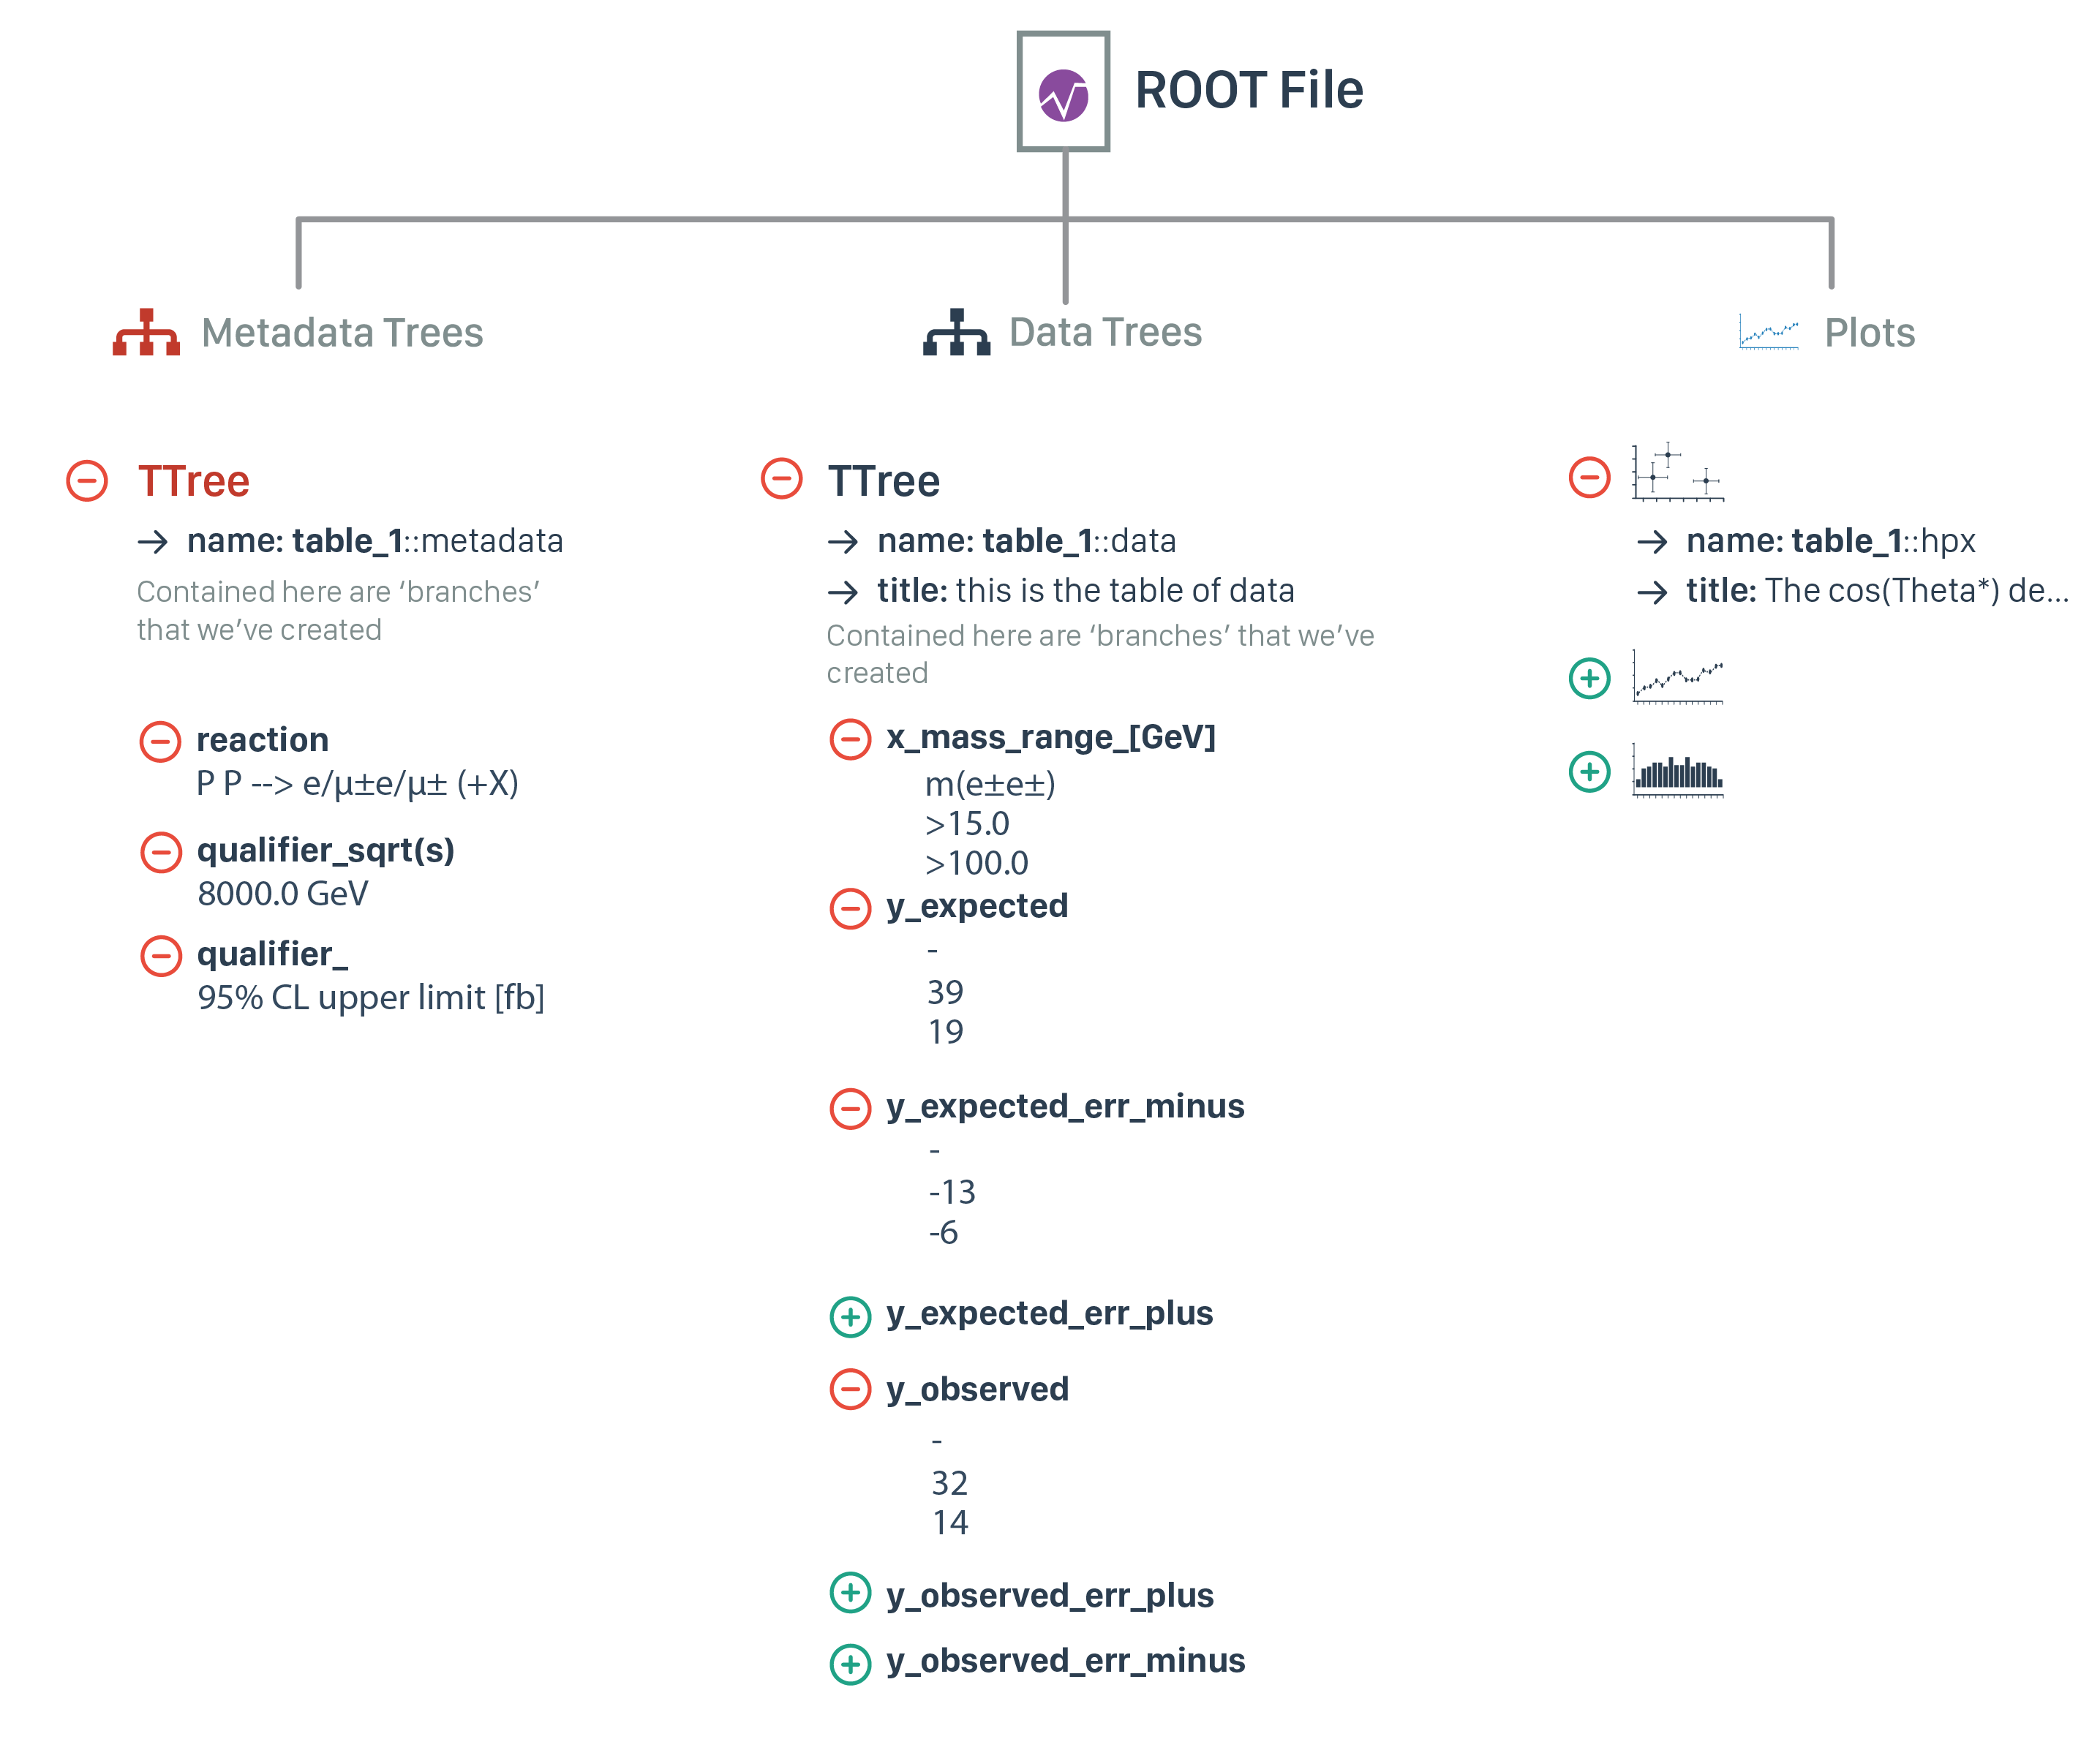 ROOT File
Metadata Trees
Data Trees
Plots
TTree
→ name: table_1::metadata
Contained here are ‘branches’
that we’ve created
reaction
P P --> e/μ±e/μ± (+X)
qualifier_sqrt(s)
8000.0 GeV
qualifier_
95% CL upper limit [fb]
TTree
→ name: table_1::data
→ title: this is the table of data
Contained here are ‘branches’ that we’ve
created
x_mass_range_[GeV]
m(e±e±)
>15.0
>100.0
y_expected
-
39
19
y_expected_err_minus
-
-13
-6
y_expected_err_plus
y_observed
-
32
14
y_observed_err_plus
y_observed_err_minus
→ name: table_1::hpx
→ title: The cos(Theta*) de...